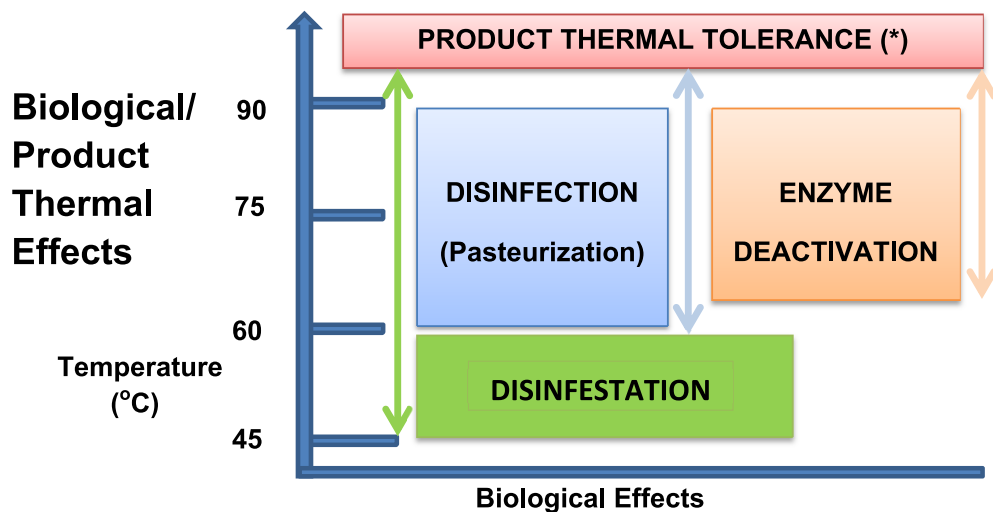 PRODUCT THERMAL TOLERANCE (*)
Biological/
Product
Thermal
Effects
90
75
60
45
Temperature
(oC)
DISINFECTION
(Pasteurization)
ENZYME
DEACTIVATION
DISINFESTATION
Biological Effects